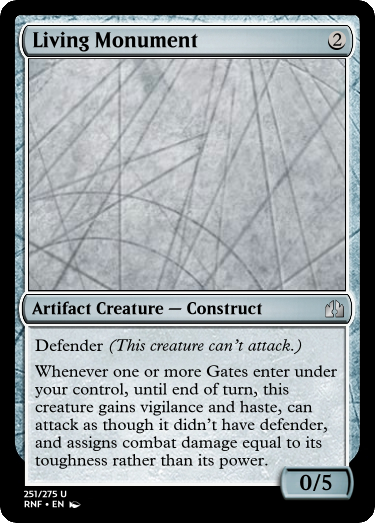 Living Monument 2
Artifact Creature — Construct
Defender (This creature can't attack.)
Whenever one or more Gates enter under
your control, until end of turn, this
creature gains vigilance and haste, can
attack as though it didn't have defender,
and assigns combat damage equal to its
toughness rather than its power.
0/5
251/275 U
RNF • EN